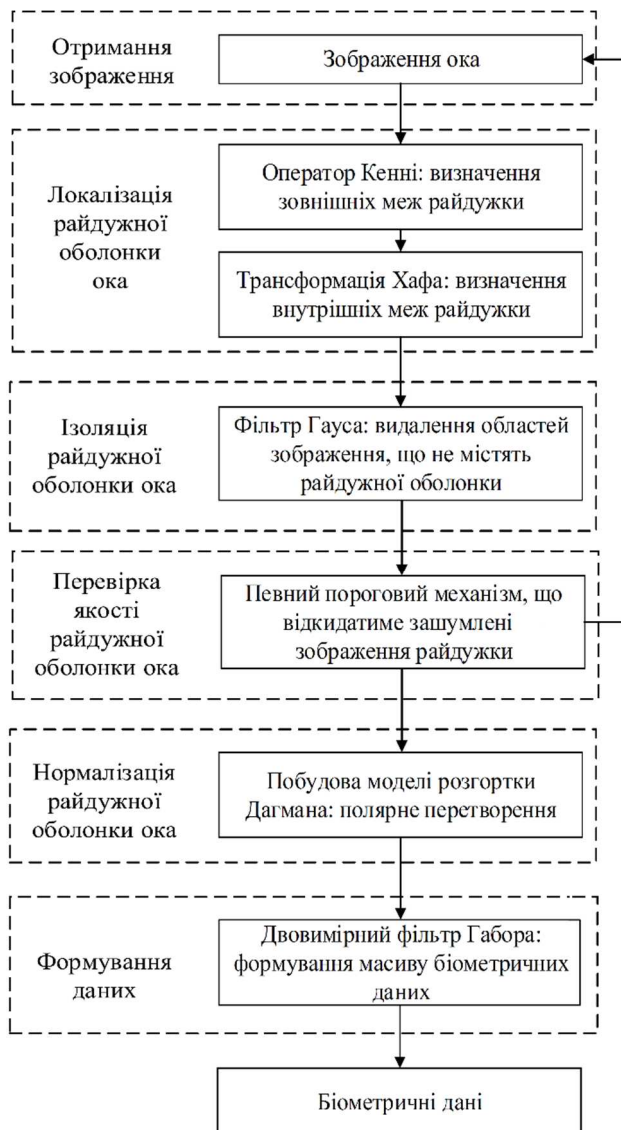 Отримання
зображення
Зображення ока
Локалізація
райдужної
оболонки
ока
Оператор Кенні: визначення
зовнішніх меж райдужки
Трансформація Хафа: визначення
внутрішніх меж райдужки
Ізоляція
райдужної
оболонки ока
Фільтр Гауса: видалення областей
зображення, що не містять
райдужної оболонки
Перевірка
якості
райдужної
оболонки ока
Певний пороговий механізм, що
відкидатиме зашумлені
зображення райдужки
Нормалізація
райдужної
оболонки ока
Побудова моделі розгортки
Дагмана: полярне перетворення
Формування
даних
Двовимірний фільтр Габора:
формування масиву біометричних
даних
Біометричні дані